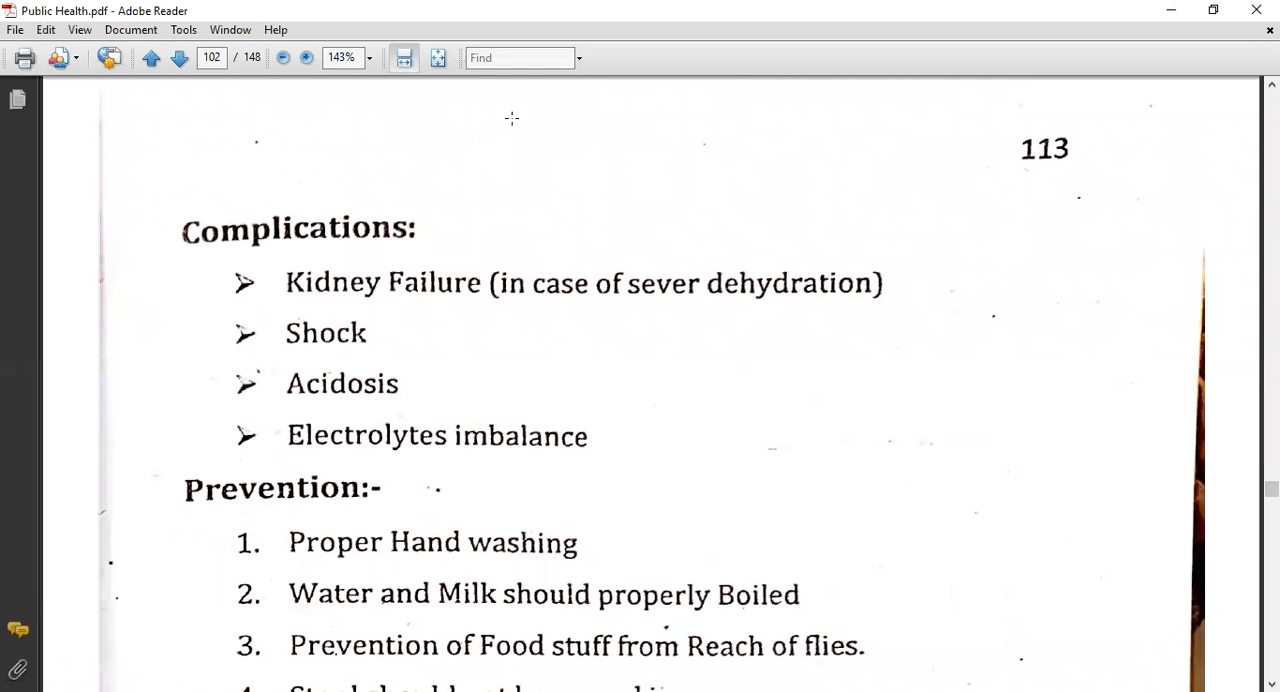 Public Health.pdf - Adobe Reader
File Edit View Document Tools Window Help
102 / 148 143% Find
113
Complications:
➢ Kidney Failure (in case of sever dehydration)
➢ Shock
➢ Acidosis
➢ Electrolytes imbalance
Prevention:-
1. Proper Hand washing
2. Water and Milk should properly Boiled
3. Prevention of Food stuff from Reach of flies.